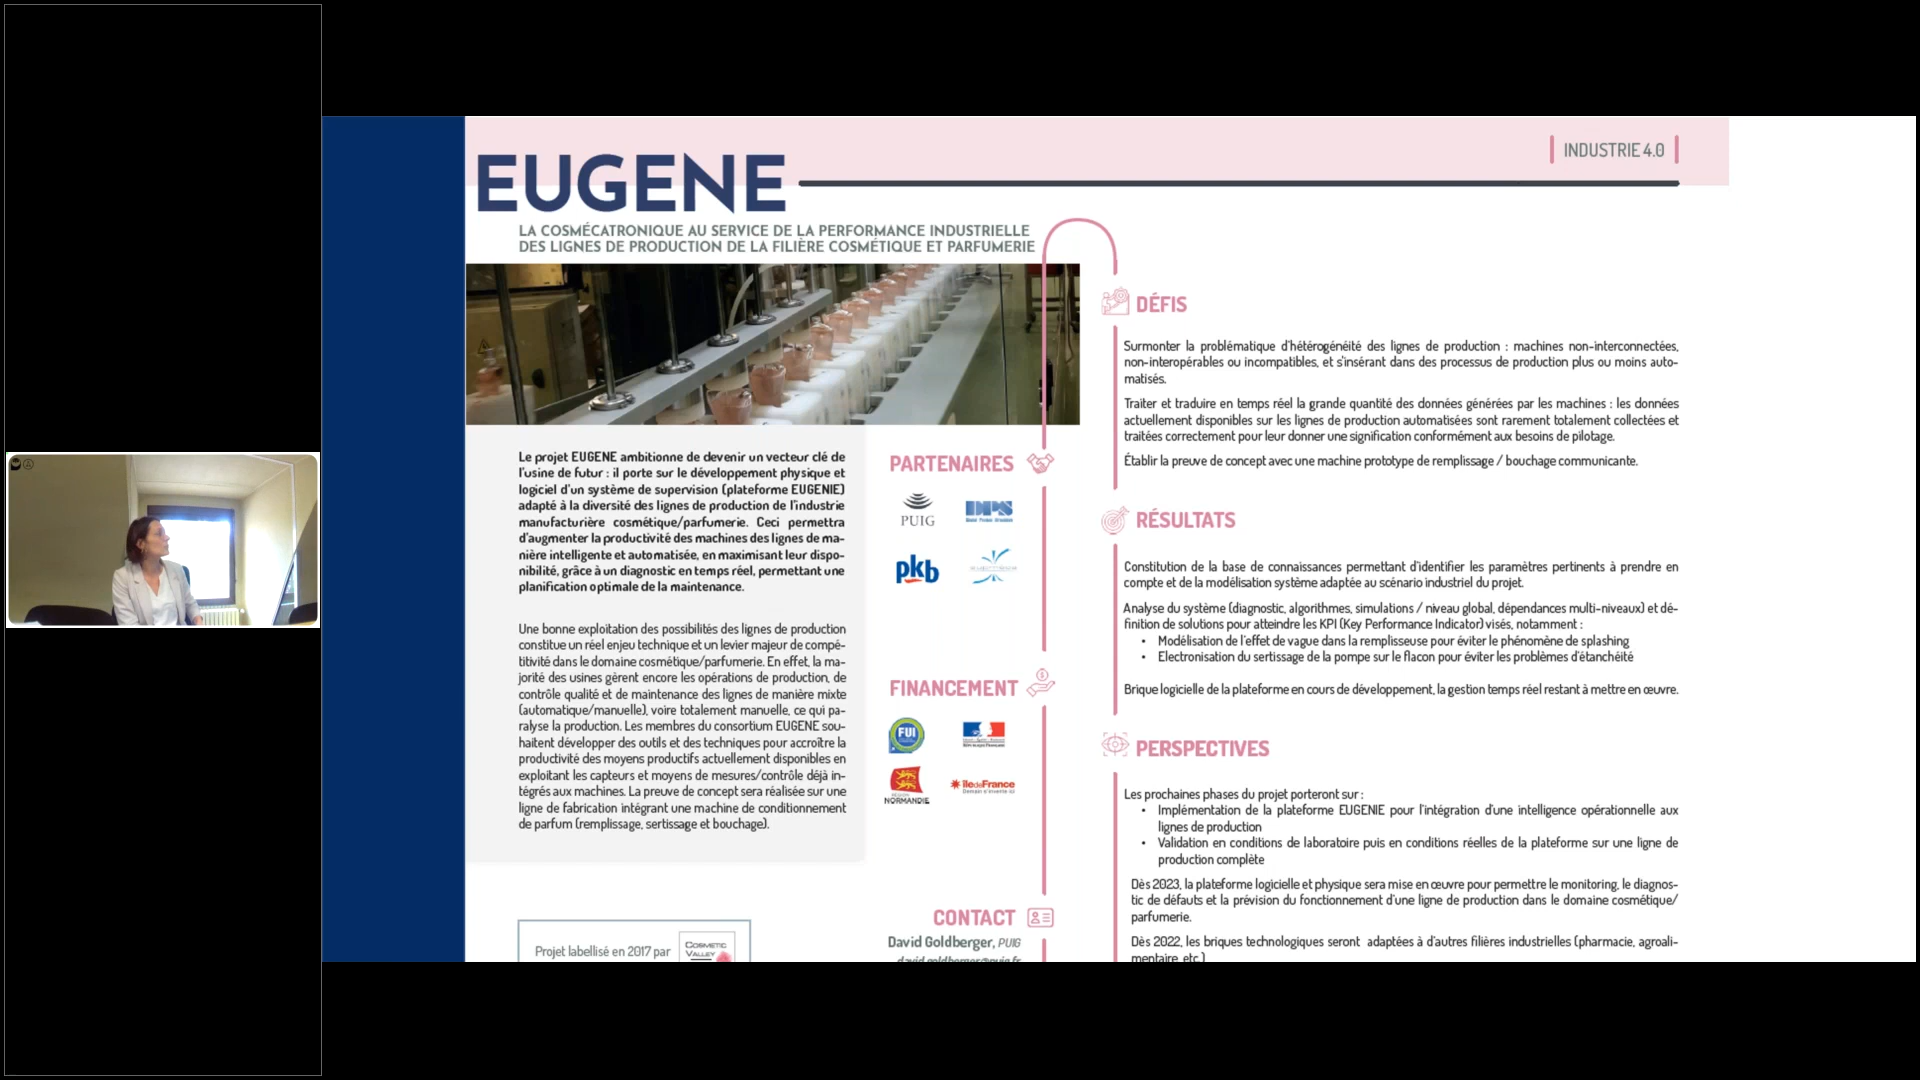 INDUSTRIE 4.0
EUGENE
LA COSMÉCATRONIQUE AU SERVICE DE LA PERFORMANCE INDUSTRIELLE
DES LIGNES DE PRODUCTION DE LA FILIÈRE COSMÉTIQUE ET PARFUMERIE
Le projet EUGENE ambitionne de devenir un vecteur clé de
l'usine de futur : il porte sur le développement physique et
logiciel d'un système de supervision (plateforme EUGENIE)
adapté à la diversité des lignes de production de l'industrie
manufacturière cosmétique/parfumerie. Ceci permettra
d'augmenter la productivité des machines des lignes de ma-
nière intelligente et automatisée, en maximisant leur dispo-
nibilité, grâce à un diagnostic en temps réel, permettant une
planification optimale de la maintenance.
Une bonne exploitation des possibilités des lignes de production
constitue un réel enjeu technique et un levier majeur de compé-
titivité dans le domaine cosmétique/parfumerie. En effet, la ma-
jorité des usines gèrent encore les opérations de production, de
contrôle qualité et de maintenance des lignes de manière mixte
(automatique/manuelle), voire totalement manuelle, ce qui pa-
ralyse la production. Les membres du consortium EUGENE sou-
haitent développer des outils et des techniques pour accroître la
productivité des moyens productifs actuellement disponibles en
exploitant les capteurs et moyens de mesures/contrôle déjà in-
tégrés aux machines. La preuve de concept sera réalisée sur une
ligne de fabrication intégrant une machine de conditionnement
de parfum (remplissage, sertissage et bouchage).
Projet labellisé en 2017 par
COSMETIC
VALLEY
PARTENAIRES
PUIG
DPS
pkb
FINANCEMENT
FUI
RÉGION
NORMANDIE
îledeFrance
Demain s'invente ici
CONTACT
David Goldberger, PUIG
david.goldberger@puig.fr
DÉFIS
Surmonter la problématique d'hétérogénéité des lignes de production : machines non-interconnectées,
non-interopérables ou incompatibles, et s'insérant dans des processus de production plus ou moins auto-
matisés.
Traiter et traduire en temps réel la grande quantité des données générées par les machines : les données
actuellement disponibles sur les lignes de production automatisées sont rarement totalement collectées et
traitées correctement pour leur donner une signification conformément aux besoins de pilotage.
Établir la preuve de concept avec une machine prototype de remplissage / bouchage communicante.
RÉSULTATS
Constitution de la base de connaissances permettant d'identifier les paramètres pertinents à prendre en
compte et de la modélisation système adaptée au scénario industriel du projet.
Analyse du système (diagnostic, algorithmes, simulations / niveau global, dépendances multi-niveaux) et dé-
finition de solutions pour atteindre les KPI (Key Performance Indicator) visés, notamment :
• Modélisation de l'effet de vague dans la remplisseuse pour éviter le phénomène de splashing
• Electronisation du sertissage de la pompe sur le flacon pour éviter les problèmes d'étanchéité
Brique logicielle de la plateforme en cours de développement, la gestion temps réel restant à mettre en œuvre.
PERSPECTIVES
Les prochaines phases du projet porteront sur :
• Implémentation de la plateforme EUGENIE pour l'intégration d'une intelligence opérationnelle aux
lignes de production
• Validation en conditions de laboratoire puis en conditions réelles de la plateforme sur une ligne de
production complète
Dès 2023, la plateforme logicielle et physique sera mise en œuvre pour permettre le monitoring, le diagnos-
tic de défauts et la prévision du fonctionnement d'une ligne de production dans le domaine cosmétique/
parfumerie.
Dès 2022, les briques technologiques seront adaptées à d'autres filières industrielles (pharmacie, agroali-
mentaire, etc.)